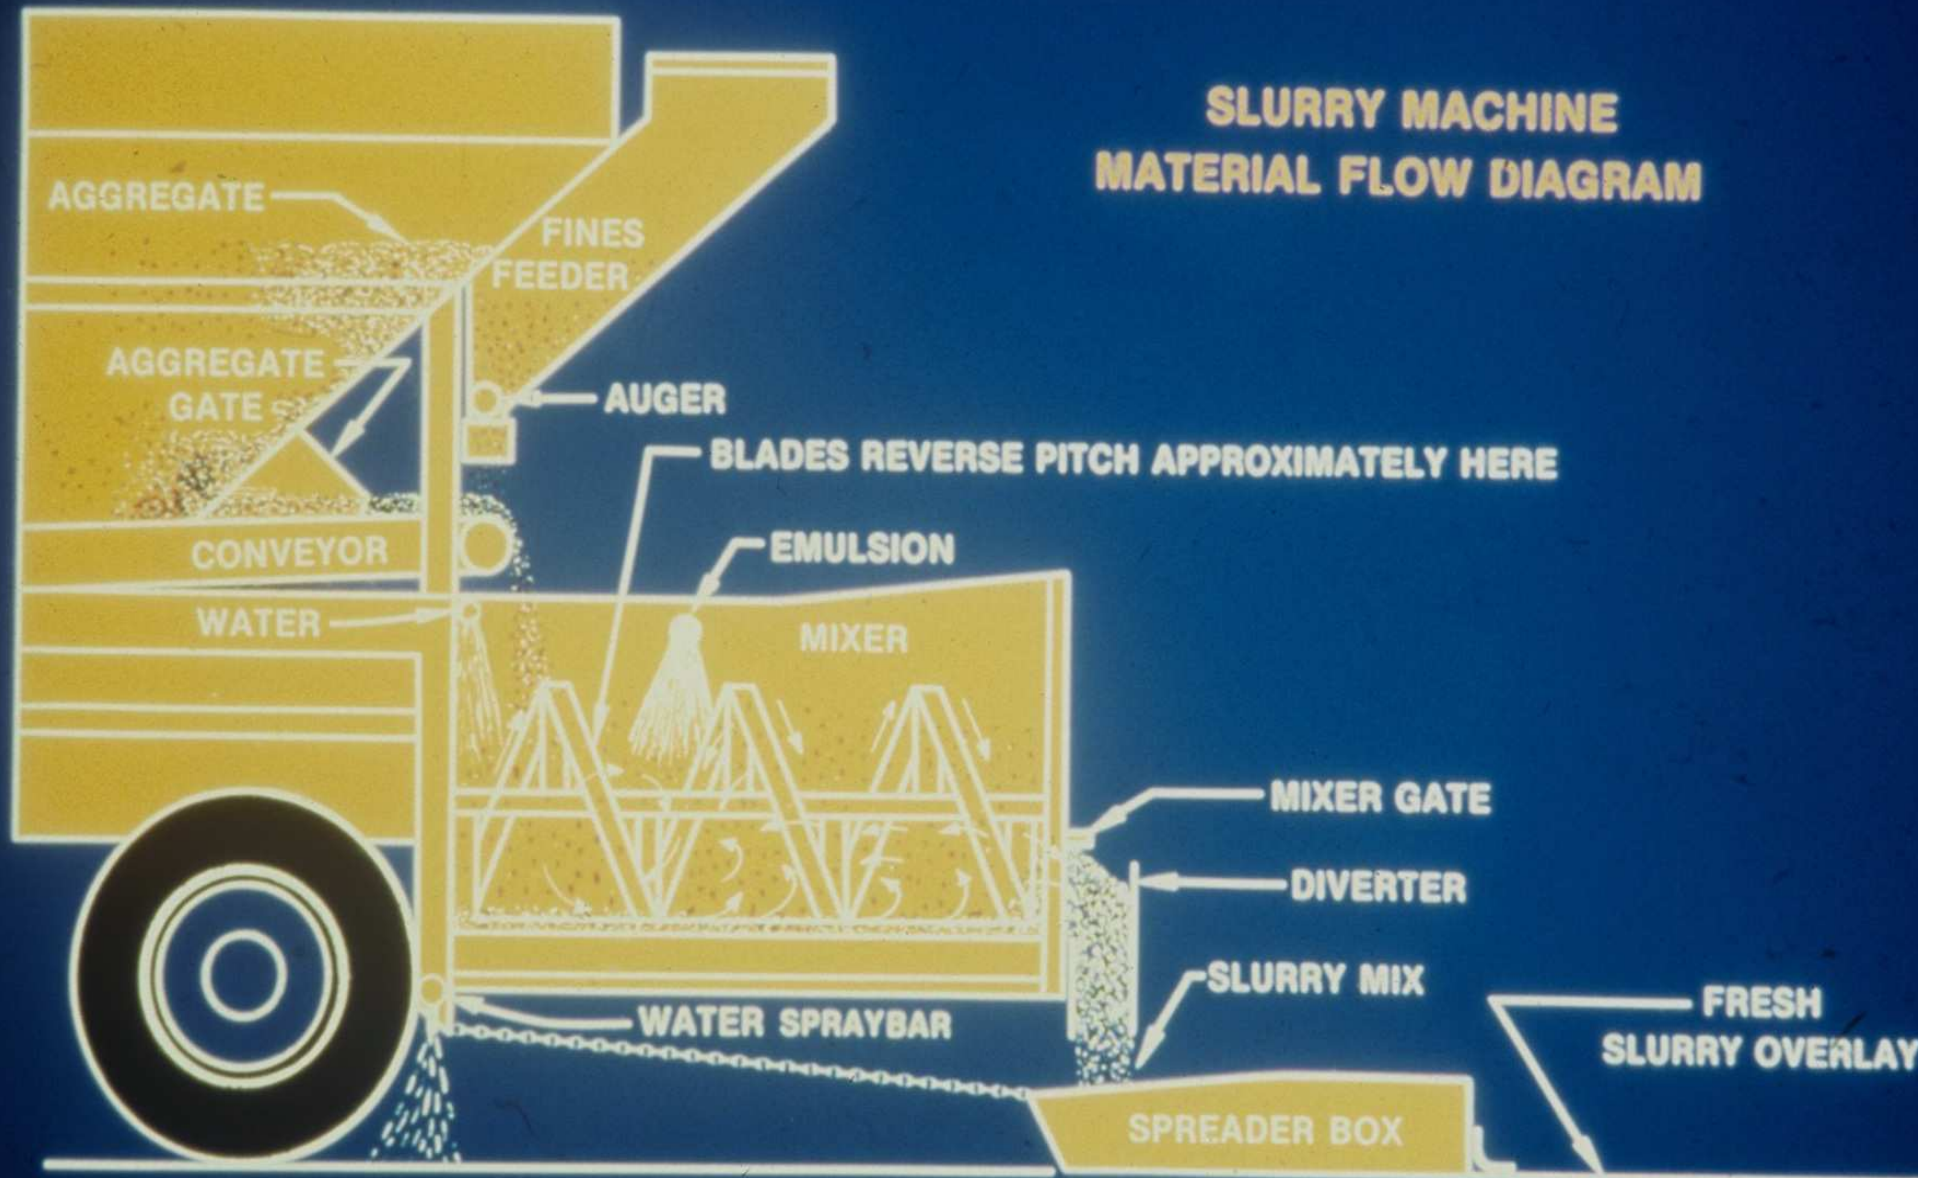 SLURRY MACHINE
MATERIAL FLOW DIAGRAM
AGGREGATE
FINES
FEEDER
AGGREGATE
GATE
AUGER
BLADES REVERSE PITCH APPROXIMATELY HERE
CONVEYOR
EMULSION
WATER
MIXER
MIXER GATE
DIVERTER
SLURRY MIX
WATER SPRAYBAR
FRESH
SLURRY OVERLAY
SPREADER BOX